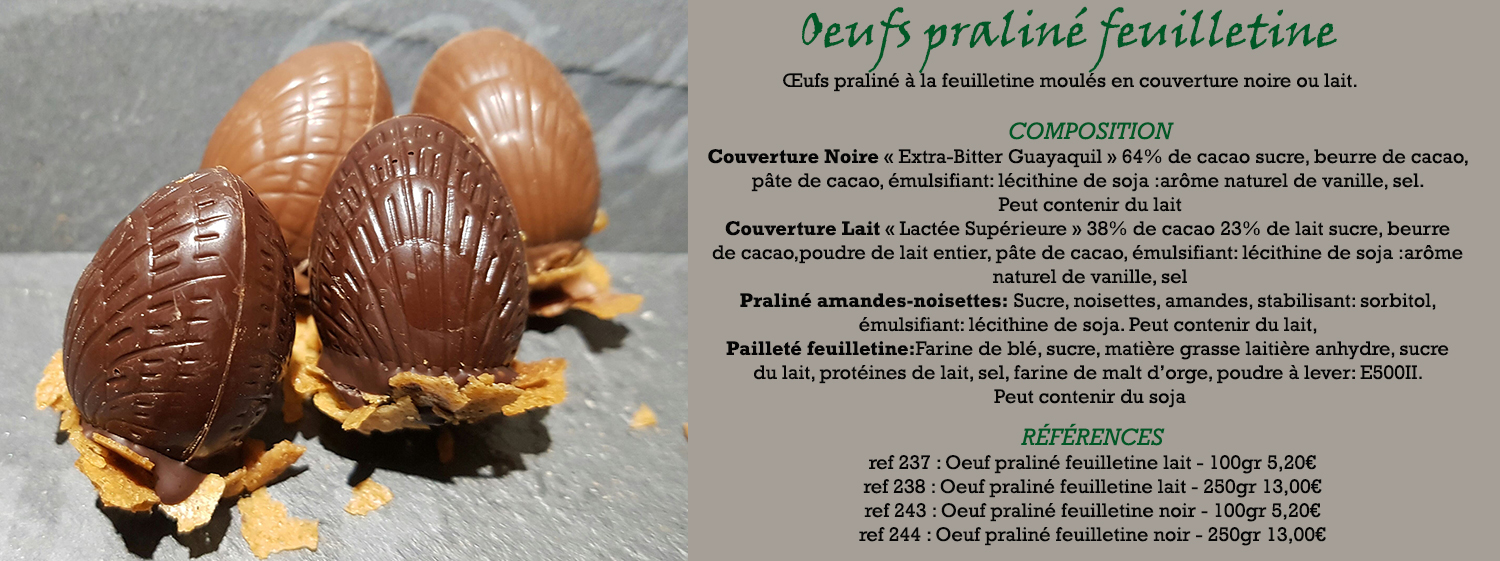 Oeufs praliné feuilletine
Œufs praliné à la feuilletine moulés en couverture noire ou lait.
COMPOSITION
Couverture Noire « Extra-Bitter Guayaquil » 64% de cacao sucre, beurre de cacao,
pâte de cacao, émulsifiant: lécithine de soja :arôme naturel de vanille, sel.
Peut contenir du lait
Couverture Lait « Lactée Supérieure » 38% de cacao 23% de lait sucre, beurre
de cacao,poudre de lait entier, pâte de cacao, émulsifiant: lécithine de soja :arôme
naturel de vanille, sel
Praliné amandes-noisettes: Sucre, noisettes, amandes, stabilisant: sorbitol,
émulsifiant: lécithine de soja. Peut contenir du lait,
Pailleté feuilletine:Farine de blé, sucre, matière grasse laitière anhydre, sucre
du lait, protéines de lait, sel, farine de malt d'orge, poudre à lever: E500II.
Peut contenir du soja
RÉFÉRENCES
ref 237 : Oeuf praliné feuilletine lait - 100gr 5,20€
ref 238 : Oeuf praliné feuilletine lait - 250gr 13,00€
ref 243 : Oeuf praliné feuilletine noir - 100gr 5,20€
ref 244 : Oeuf praliné feuilletine noir - 250gr 13,00€